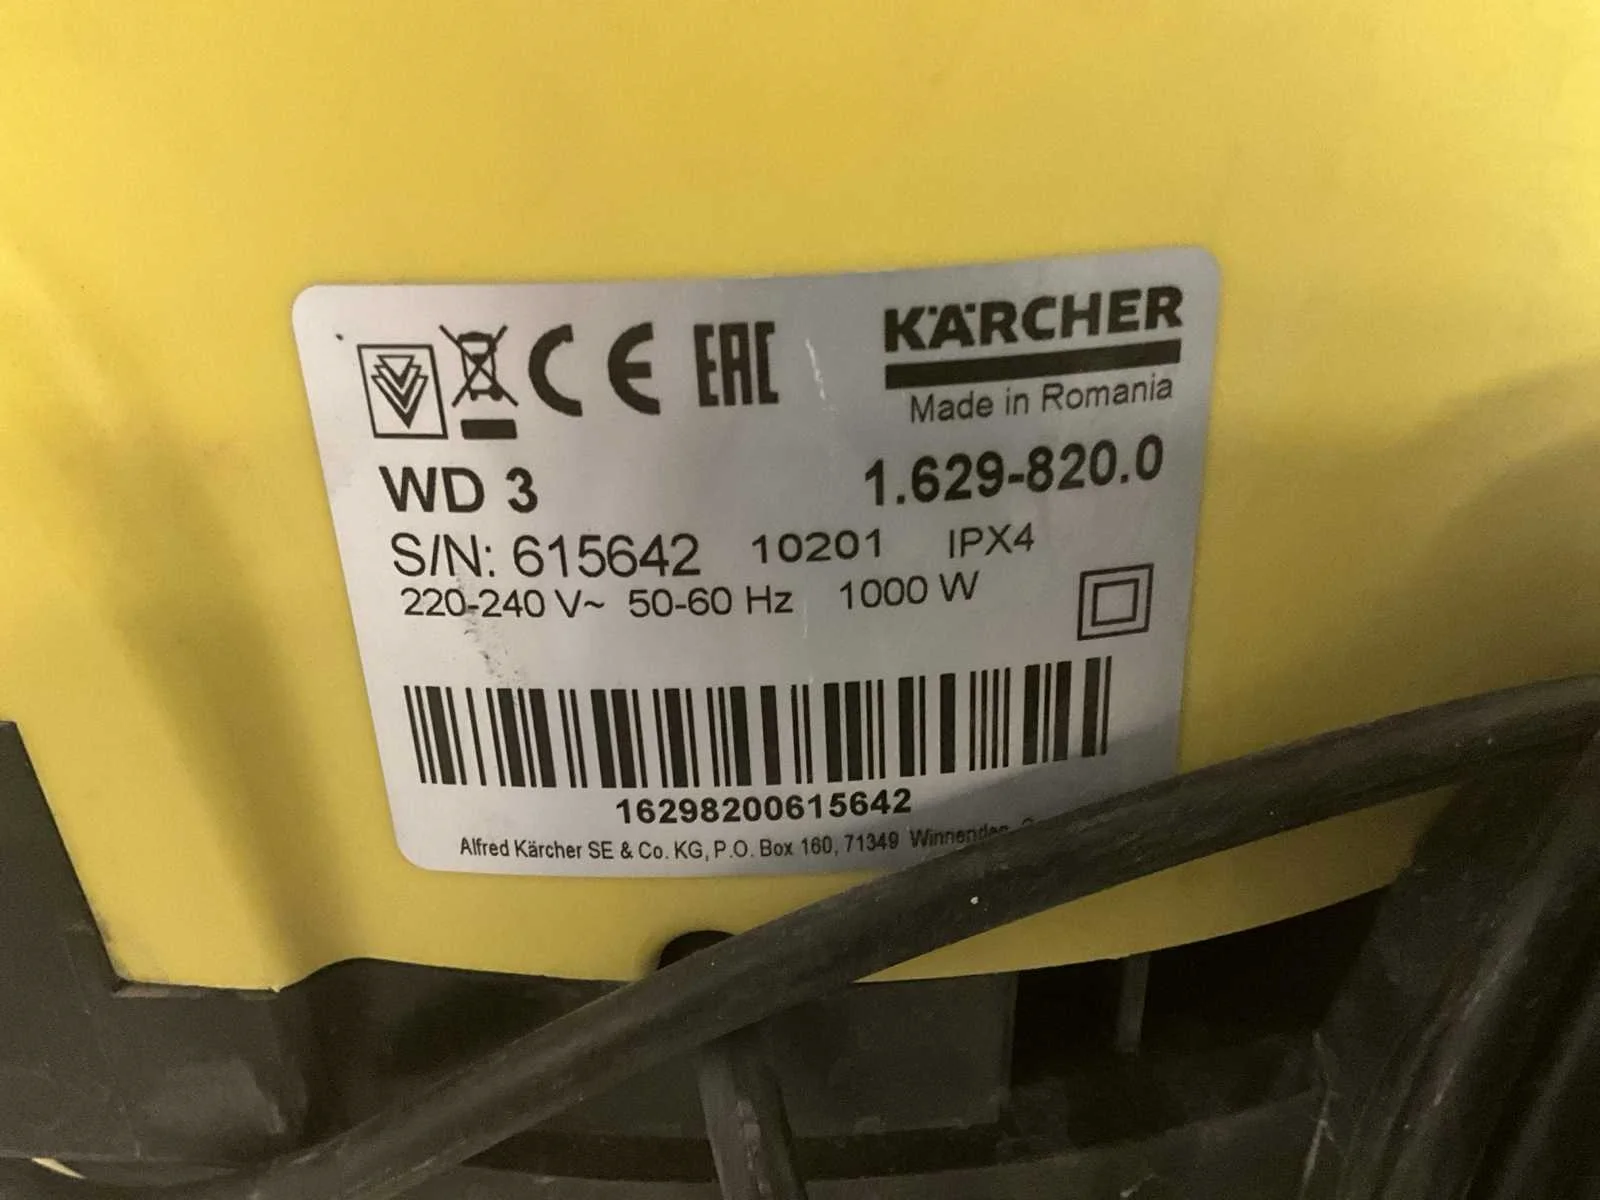 CE EAC KÄRCHER
Made in Romania
WD 3 1.629-820.0
S/N: 615642 10201 IPX4
220-240 V~ 50-60 Hz 1000 W
16298200615642
Alfred Kärcher SE & Co. KG, P.O. Box 160, 71349 Winnenden